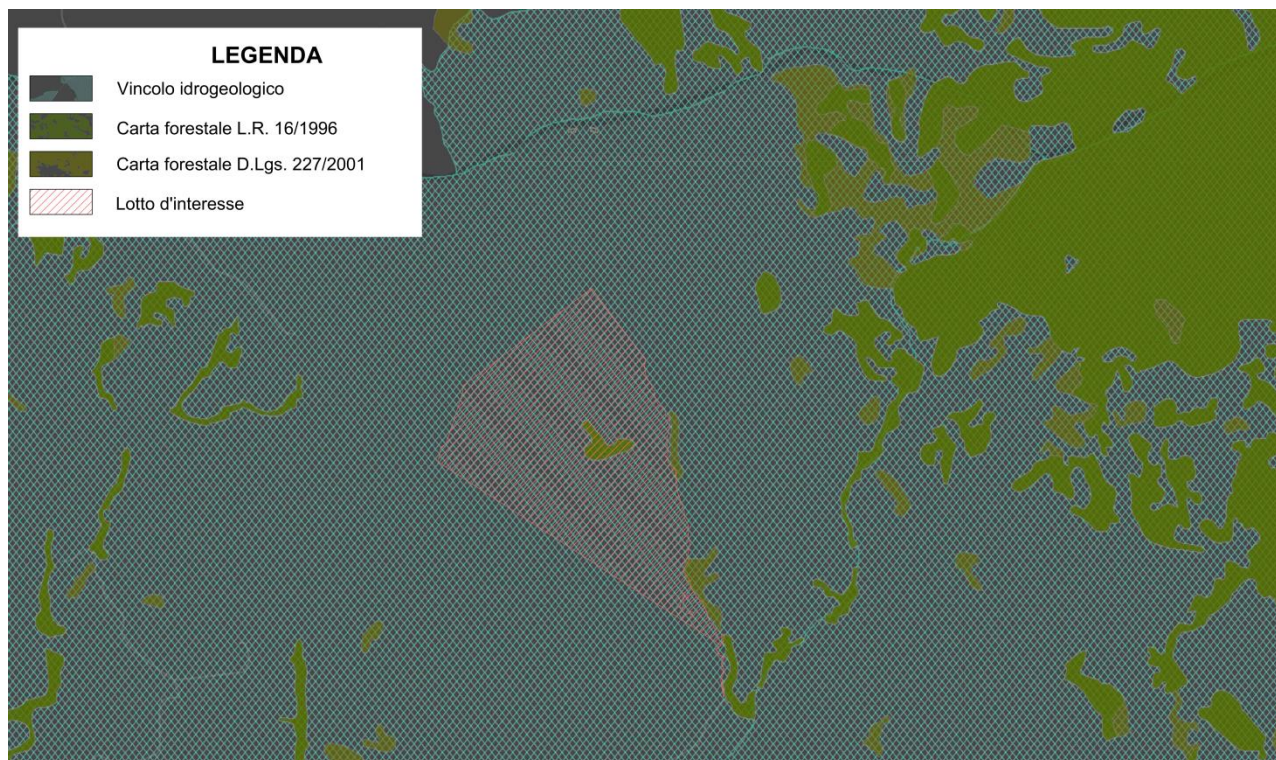 LEGENDA
Vincolo idrogeologico
Carta forestale L.R. 16/1996
Carta forestale D.Lgs. 227/2001
Lotto d'interesse